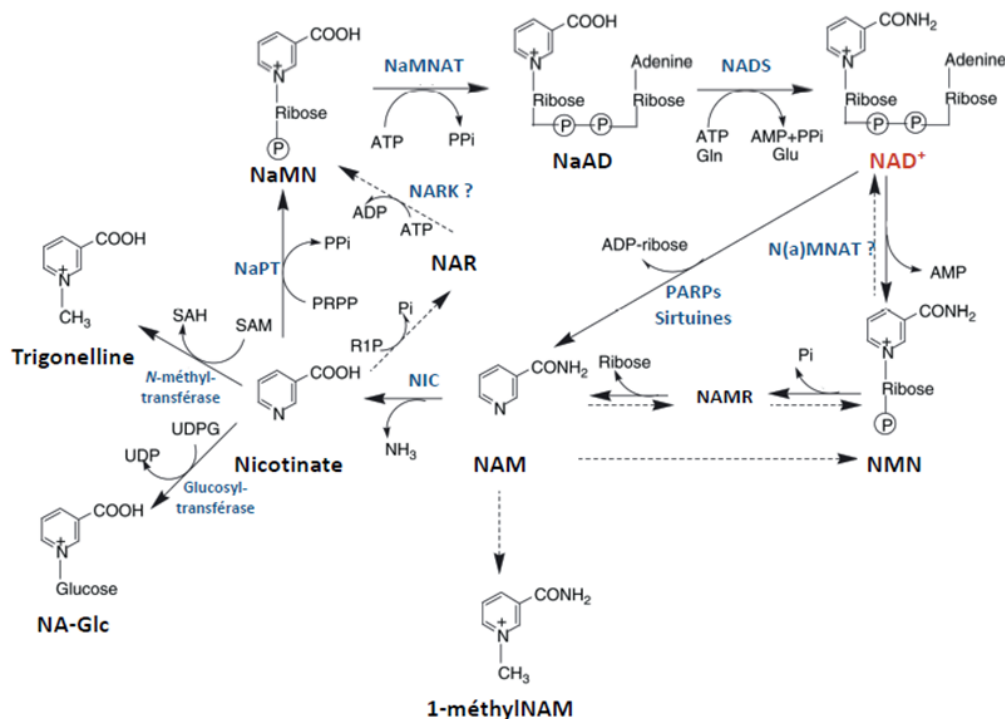 COOH
N
+
Ribose
P
NaMN
NaMNAT
ATP
PPi
COOH
N
+
Adenine
Ribose
Ribose
P
P
NaAD
NADS
ATP
Gln
AMP+PPi
Glu
CONH2
N
+
Adenine
Ribose
Ribose
P
P
NAD+
NARK ?
ADP
ATP
NAR
PPi
NaPT
PRPP
Pi
R1P
ADP-ribose
PARPs
Sirtuines
N(a)MNAT ?
AMP
COOH
N
+
CH3
Trigonelline
SAH
SAM
N-méthyl-
transférase
COOH
N
Nicotinate
NIC
NH3
CONH2
N
NAM
Ribose
NAMR
Pi
CONH2
N
+
Ribose
P
NMN
UDPG
UDP
Glucosyl-
transférase
COOH
N
+
Glucose
NA-Glc
CONH2
N
+
CH3
1-méthylNAM